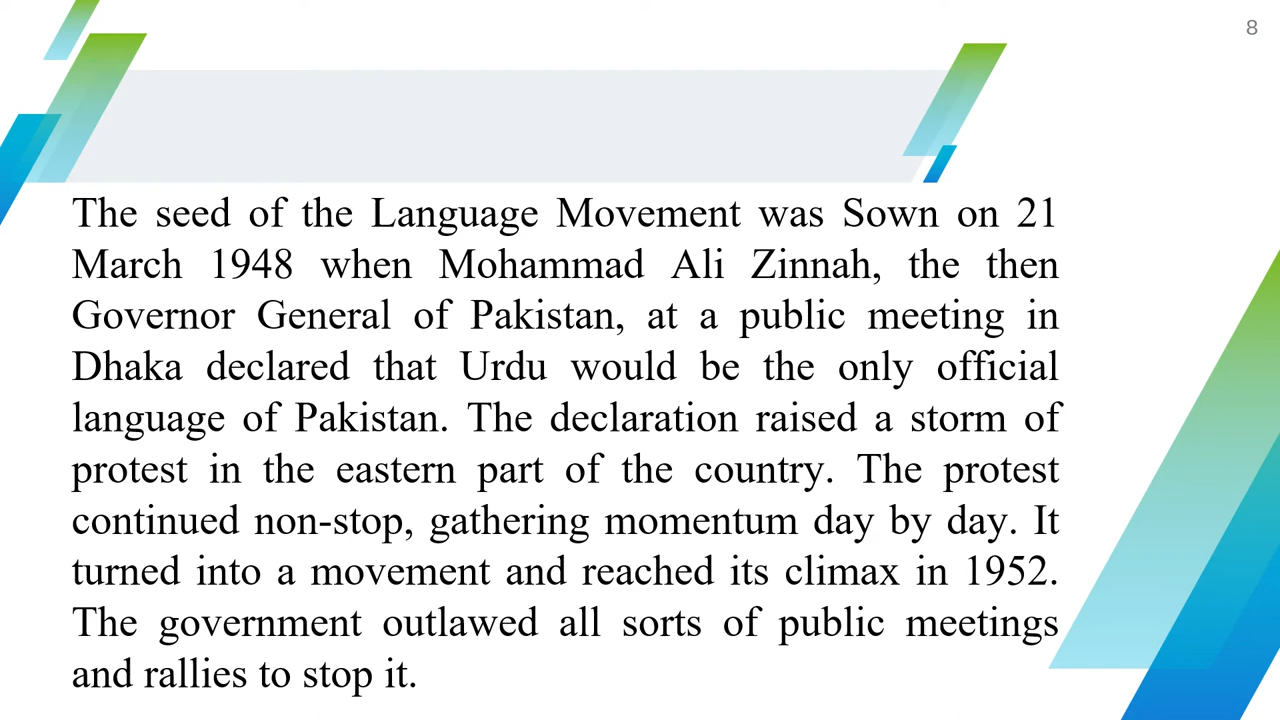 8
The seed of the Language Movement was Sown on 21
March 1948 when Mohammad Ali Zinnah, the then
Governor General of Pakistan, at a public meeting in
Dhaka declared that Urdu would be the only official
language of Pakistan. The declaration raised a storm of
protest in the eastern part of the country. The protest
continued non-stop, gathering momentum day by day. It
turned into a movement and reached its climax in 1952.
The government outlawed all sorts of public meetings
and rallies to stop it.